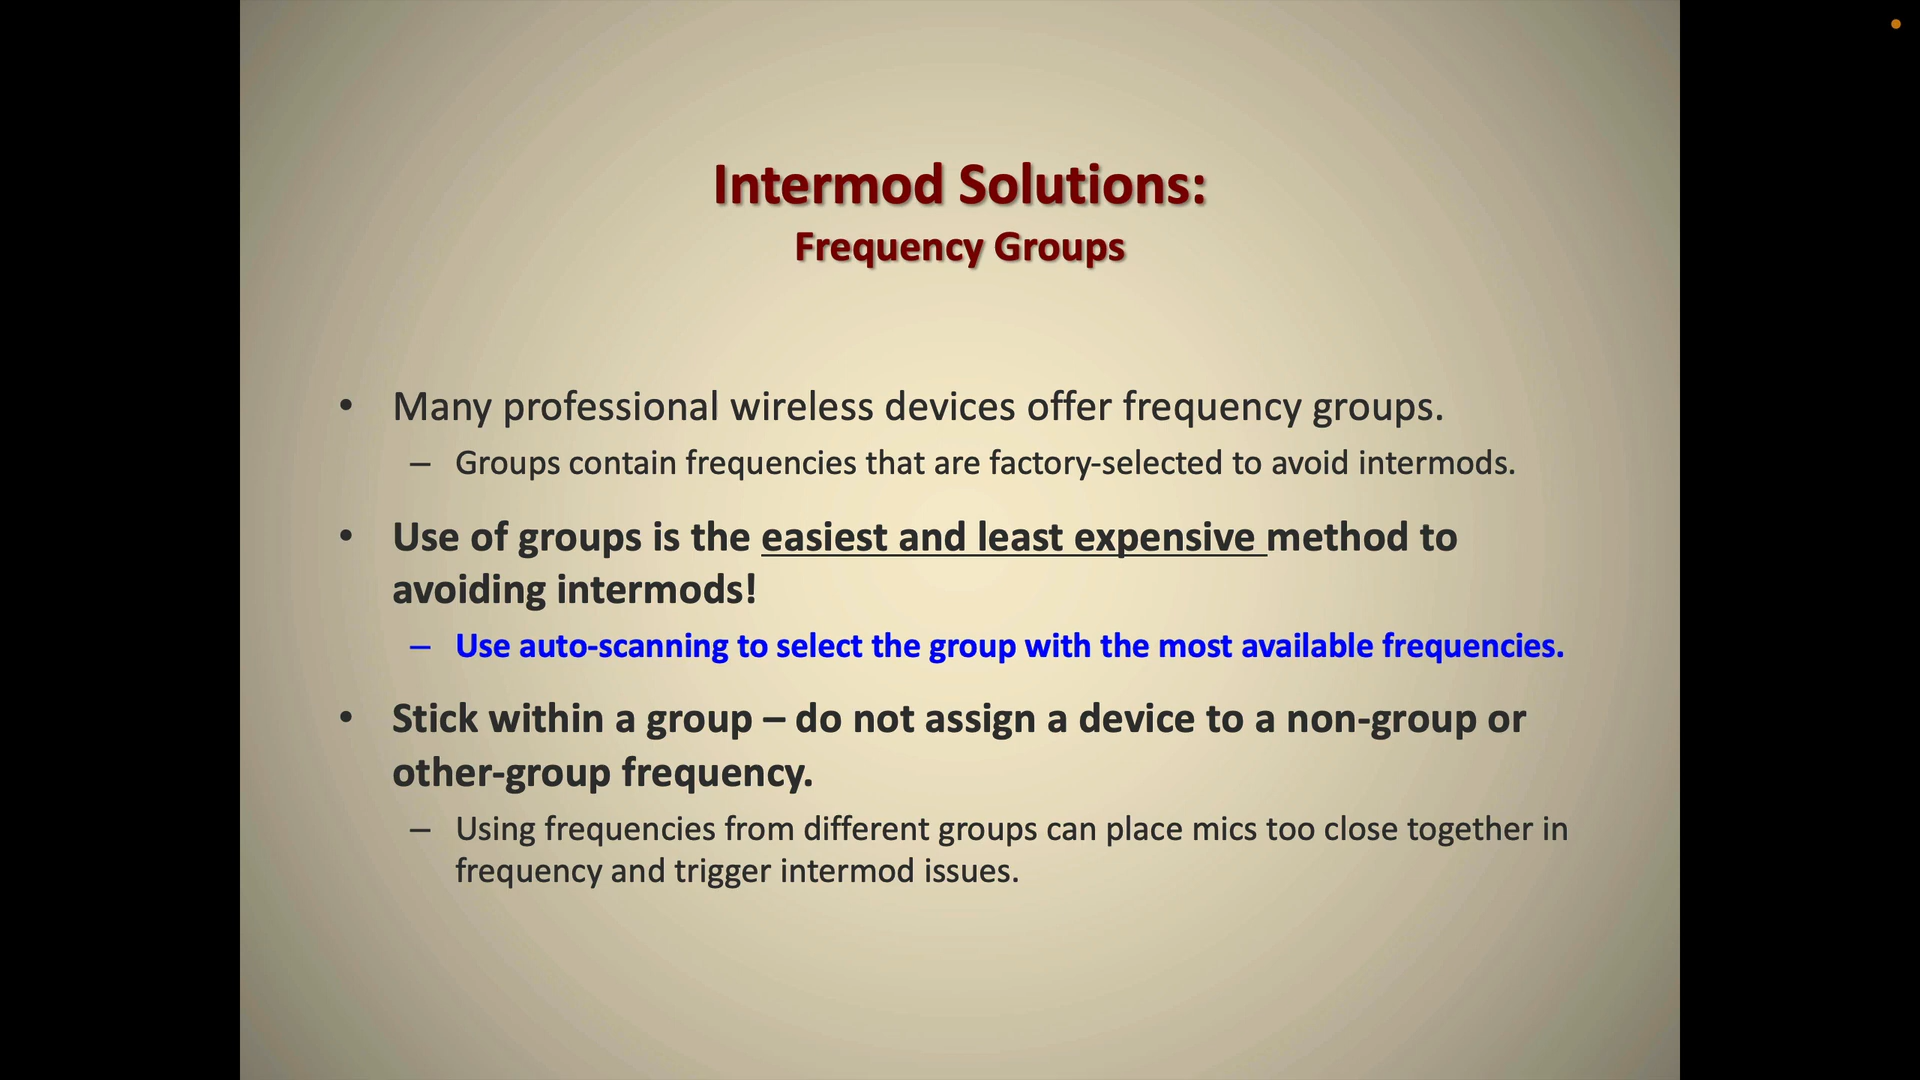 Intermod Solutions:
Frequency Groups
• Many professional wireless devices offer frequency groups.
– Groups contain frequencies that are factory-selected to avoid intermods.
• Use of groups is the easiest and least expensive method to
avoiding intermods!
– Use auto-scanning to select the group with the most available frequencies.
• Stick within a group – do not assign a device to a non-group or
other-group frequency.
– Using frequencies from different groups can place mics too close together in
frequency and trigger intermod issues.